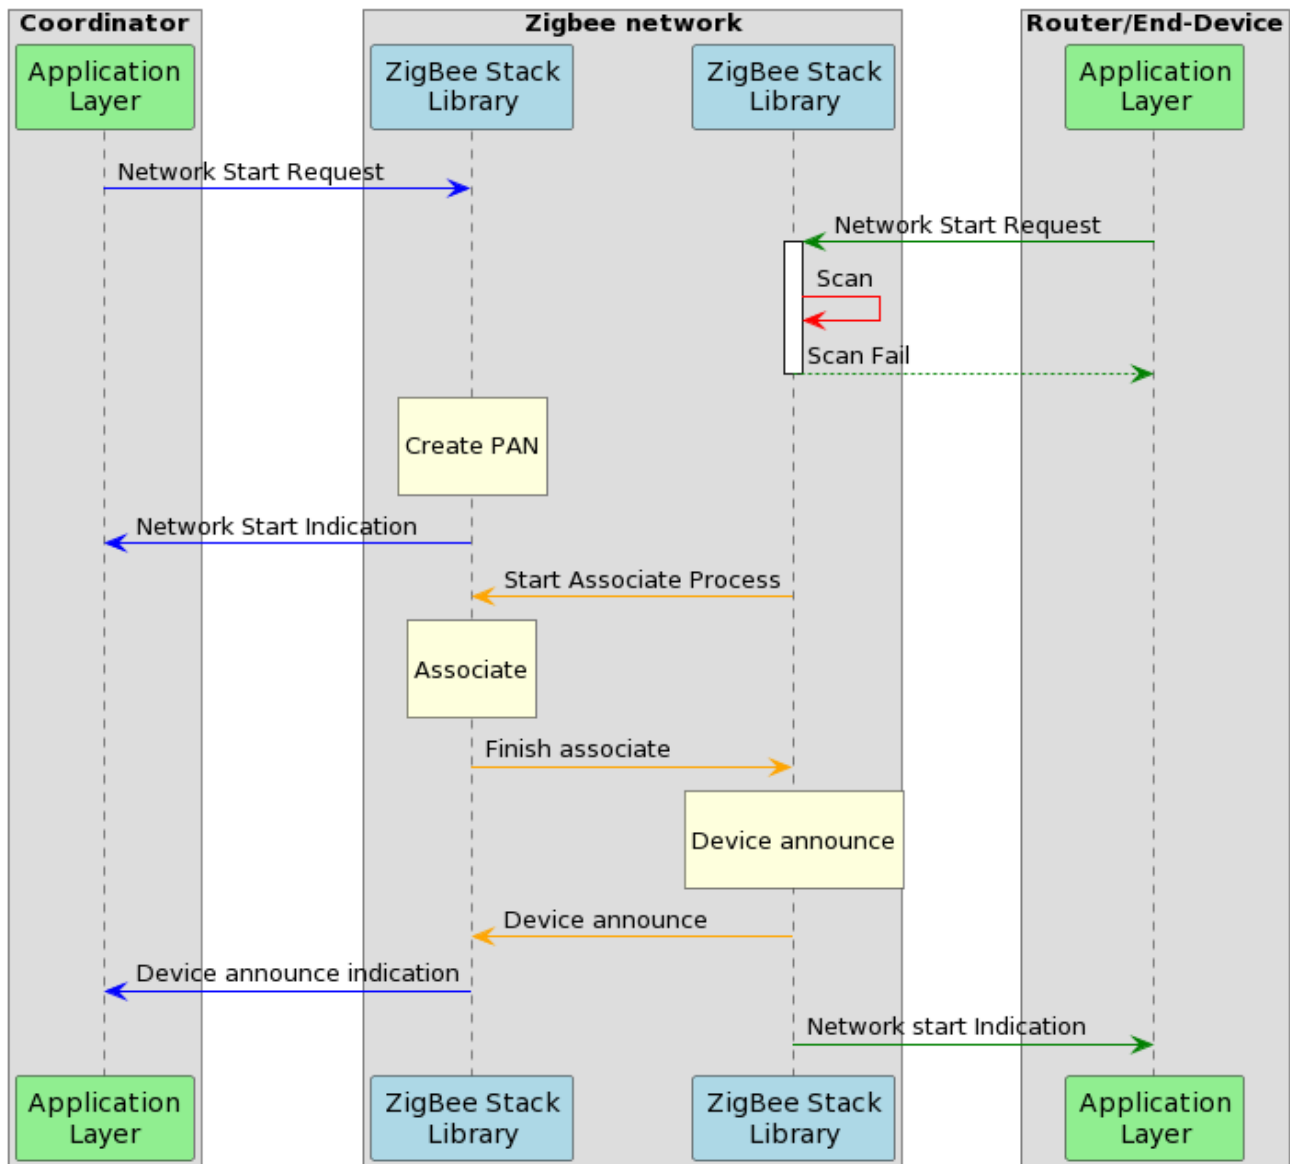 Coordinator
Zigbee network
Router/End-Device
Application
Layer
ZigBee Stack
Library
ZigBee Stack
Library
Application
Layer
Network Start Request
Network Start Request
Scan
Scan Fail
Create PAN
Network Start Indication
Start Associate Process
Associate
Finish associate
Device announce
Device announce
Device announce indication
Network start Indication
Application
Layer
ZigBee Stack
Library
ZigBee Stack
Library
Application
Layer